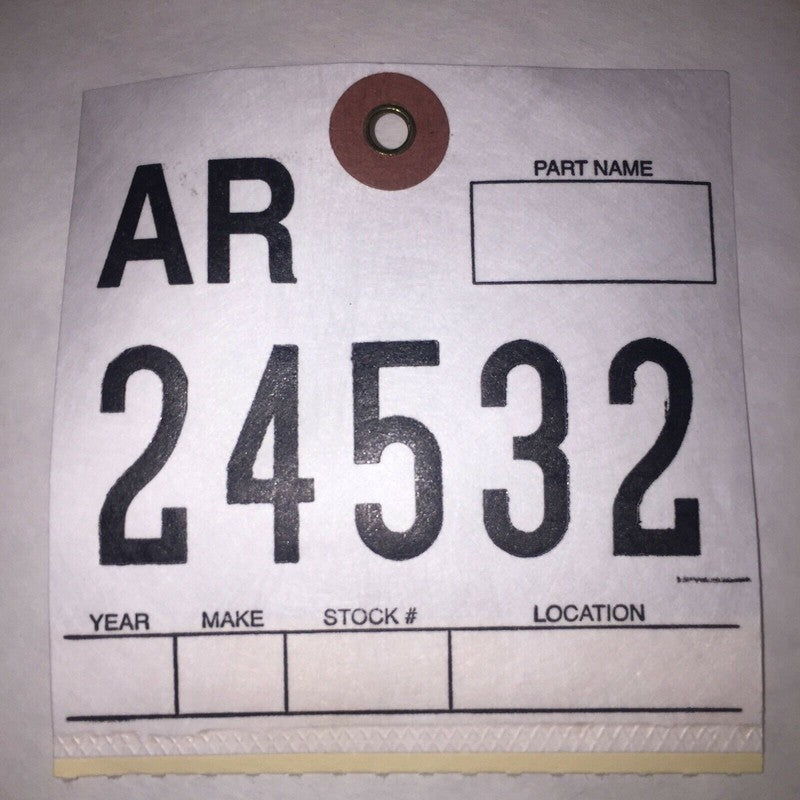 AR
PART NAME
24532
YEAR MAKE STOCK # LOCATION